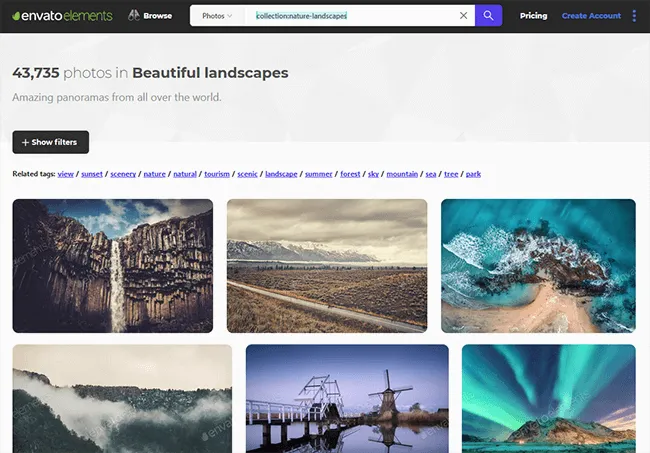 envato elements Browse Photos collection:nature-landscapes Pricing Create Account
43,735 photos in Beautiful landscapes
Amazing panoramas from all over the world.
+ Show filters
Related tags: view / sunset / scenery / nature / natural / tourism / scenic / landscape / summer / forest / sky / mountain / sea / tree / park